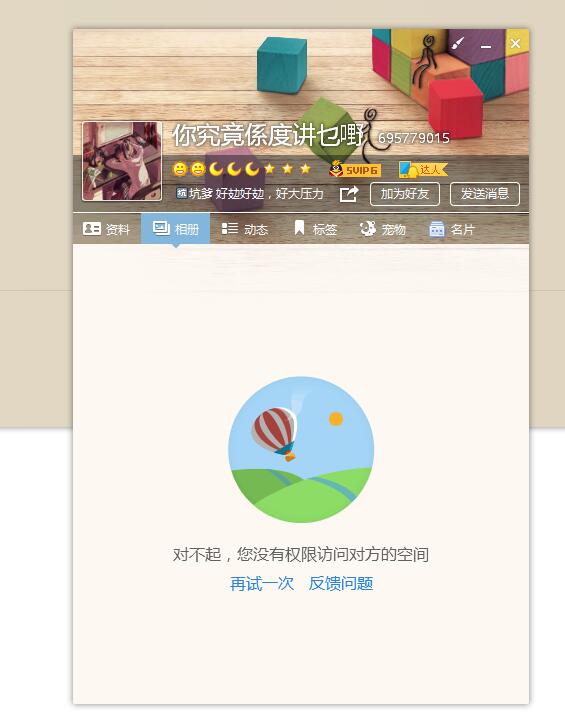 你究竟係度讲乜嘢 695779015
SVIP6 达人
坑爹 好攰好攰，好大压力 加为好友 发送消息
资料 相册 动态 标签 宠物 名片
对不起，您没有权限访问对方的空间
再试一次 反馈问题